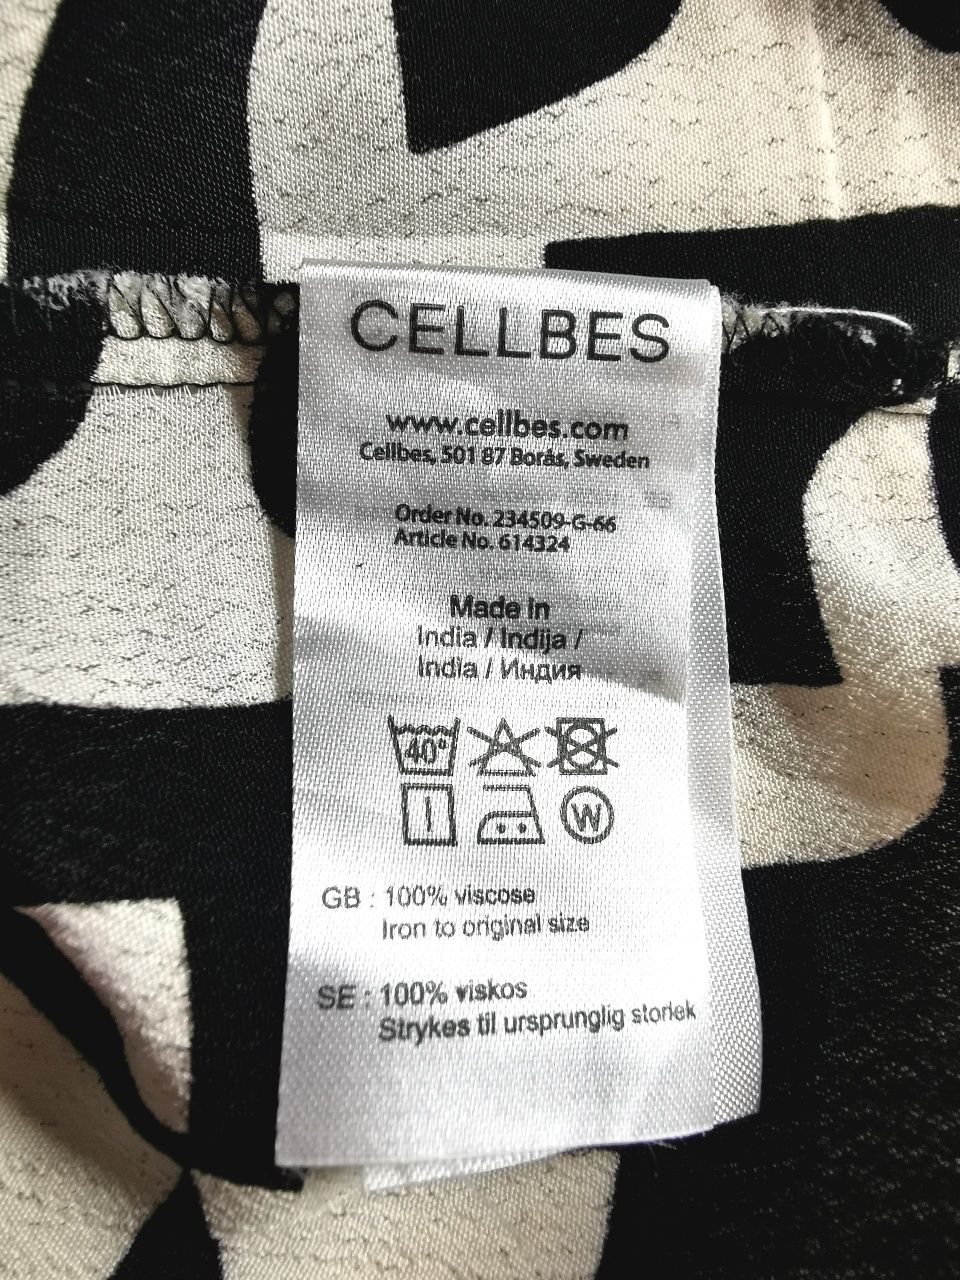 CELLBES
www.cellbes.com
Cellbes, 501 87 Borås, Sweden
Order No. 234509-G-66
Article No. 614324
Made in
India / Indija /
India / Индия
40°
W
GB : 100% viscose
Iron to original size
SE : 100% viskos
Strykes til ursprunglig storlek